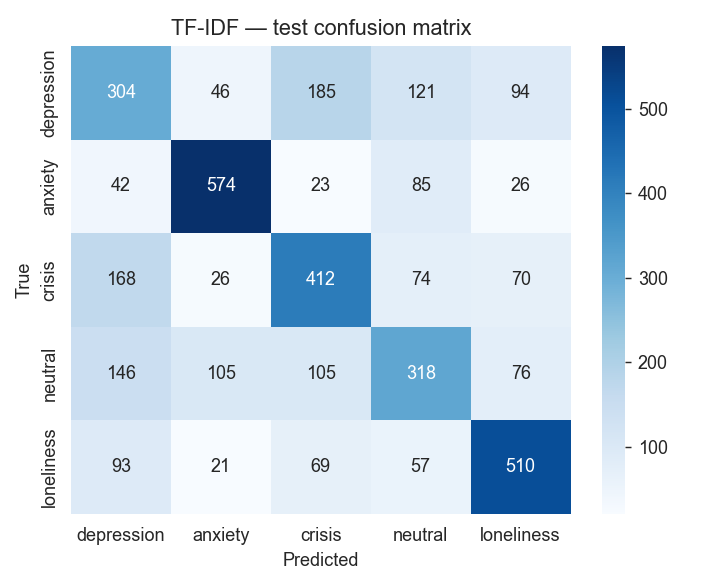 TF-IDF — test confusion matrix
True
depression 304 46 185 121 94
anxiety 42 574 23 85 26
crisis 168 26 412 74 70
neutral 146 105 105 318 76
loneliness 93 21 69 57 510
depression anxiety crisis neutral loneliness
Predicted
500
400
300
200
100